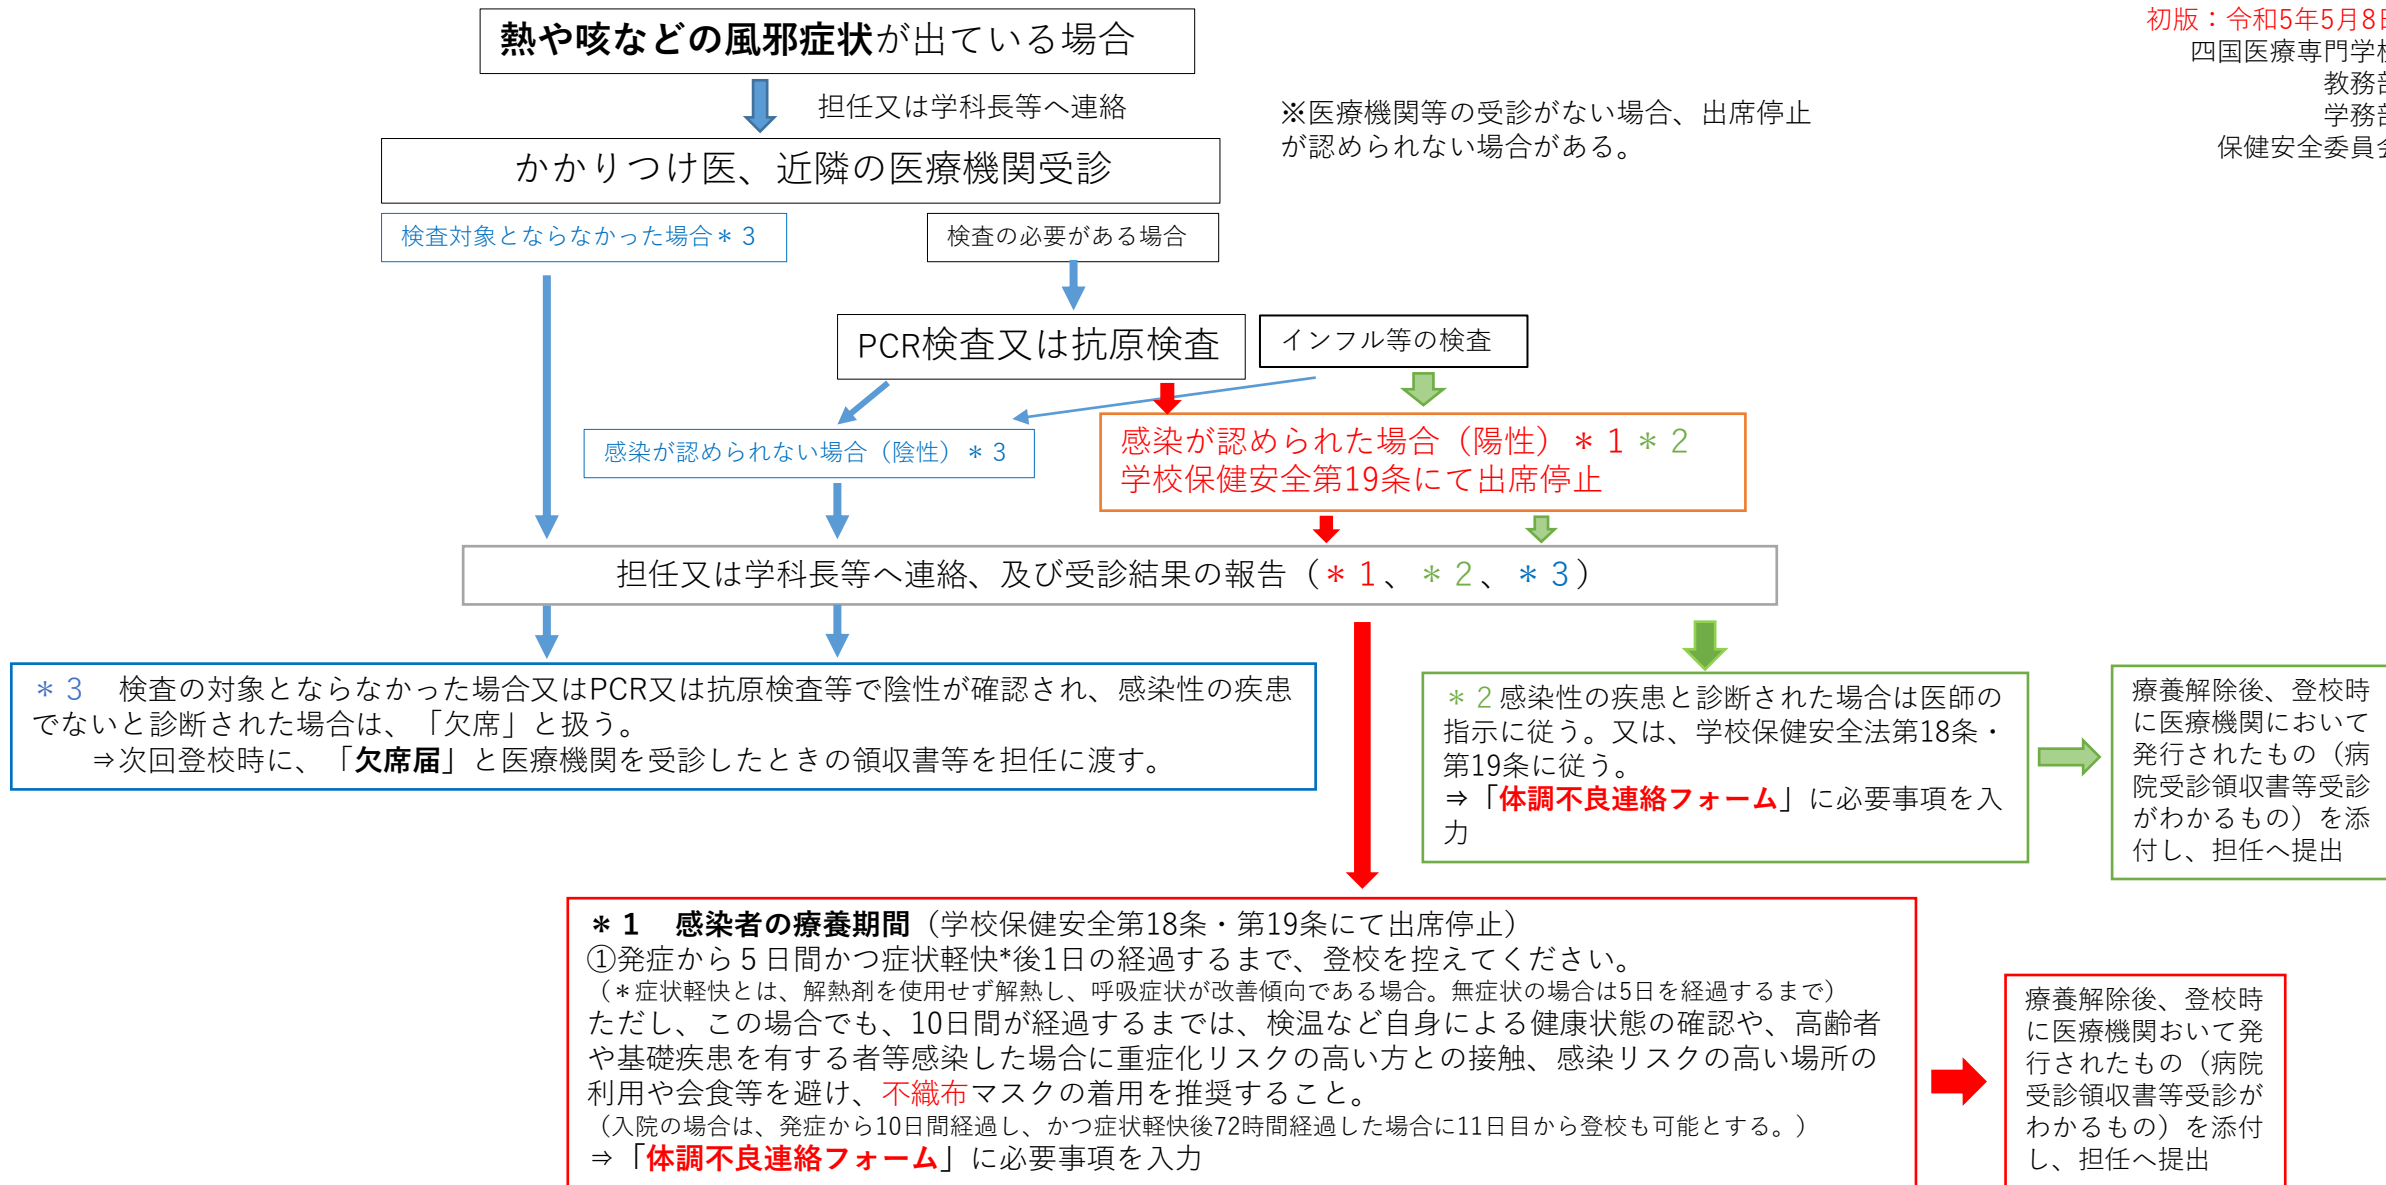 熱や咳などの風邪症状が出ている場合
初版：令和5年5月8日
四国医療専門学校
教務部
学務部
保健安全委員会
担任又は学科長等へ連絡
※医療機関等の受診がない場合、出席停止
が認められない場合がある。
かかりつけ医、近隣の医療機関受診
検査対象とならなかった場合＊３
検査の必要がある場合
PCR検査又は抗原検査
インフル等の検査
感染が認められない場合（陰性）＊３
感染が認められた場合（陽性）＊１＊２
学校保健安全第19条にて出席停止
担任又は学科長等へ連絡、及び受診結果の報告（＊１、＊２、＊３）
＊３　検査の対象とならなかった場合又はPCR又は抗原検査等で陰性が確認され、感染性の疾患
でないと診断された場合は、「欠席」と扱う。
⇒次回登校時に、「欠席届」と医療機関を受診したときの領収書等を担任に渡す。
＊２感染性の疾患と診断された場合は医師の
指示に従う。又は、学校保健安全法第18条・
第19条に従う。
⇒「体調不良連絡フォーム」に必要事項を入
力
療養解除後、登校時
に医療機関において
発行されたもの（病
院受診領収書等受診
がわかるもの）を添
付し、担任へ提出
＊１　感染者の療養期間（学校保健安全第18条・第19条にて出席停止）
①発症から５日間かつ症状軽快*後1日の経過するまで、登校を控えてください。
（＊症状軽快とは、解熱剤を使用せず解熱し、呼吸症状が改善傾向である場合。無症状の場合は5日を経過するまで）
ただし、この場合でも、10日間が経過するまでは、検温など自身による健康状態の確認や、高齢者
や基礎疾患を有する者等感染した場合に重症化リスクの高い方との接触、感染リスクの高い場所の
利用や会食等を避け、不織布マスクの着用を推奨すること。
（入院の場合は、発症から10日間経過し、かつ症状軽快後72時間経過した場合に11日目から登校も可能とする。）
⇒「体調不良連絡フォーム」に必要事項を入力
療養解除後、登校時
に医療機関おいて発
行されたもの（病院
受診領収書等受診が
わかるもの）を添付
し、担任へ提出